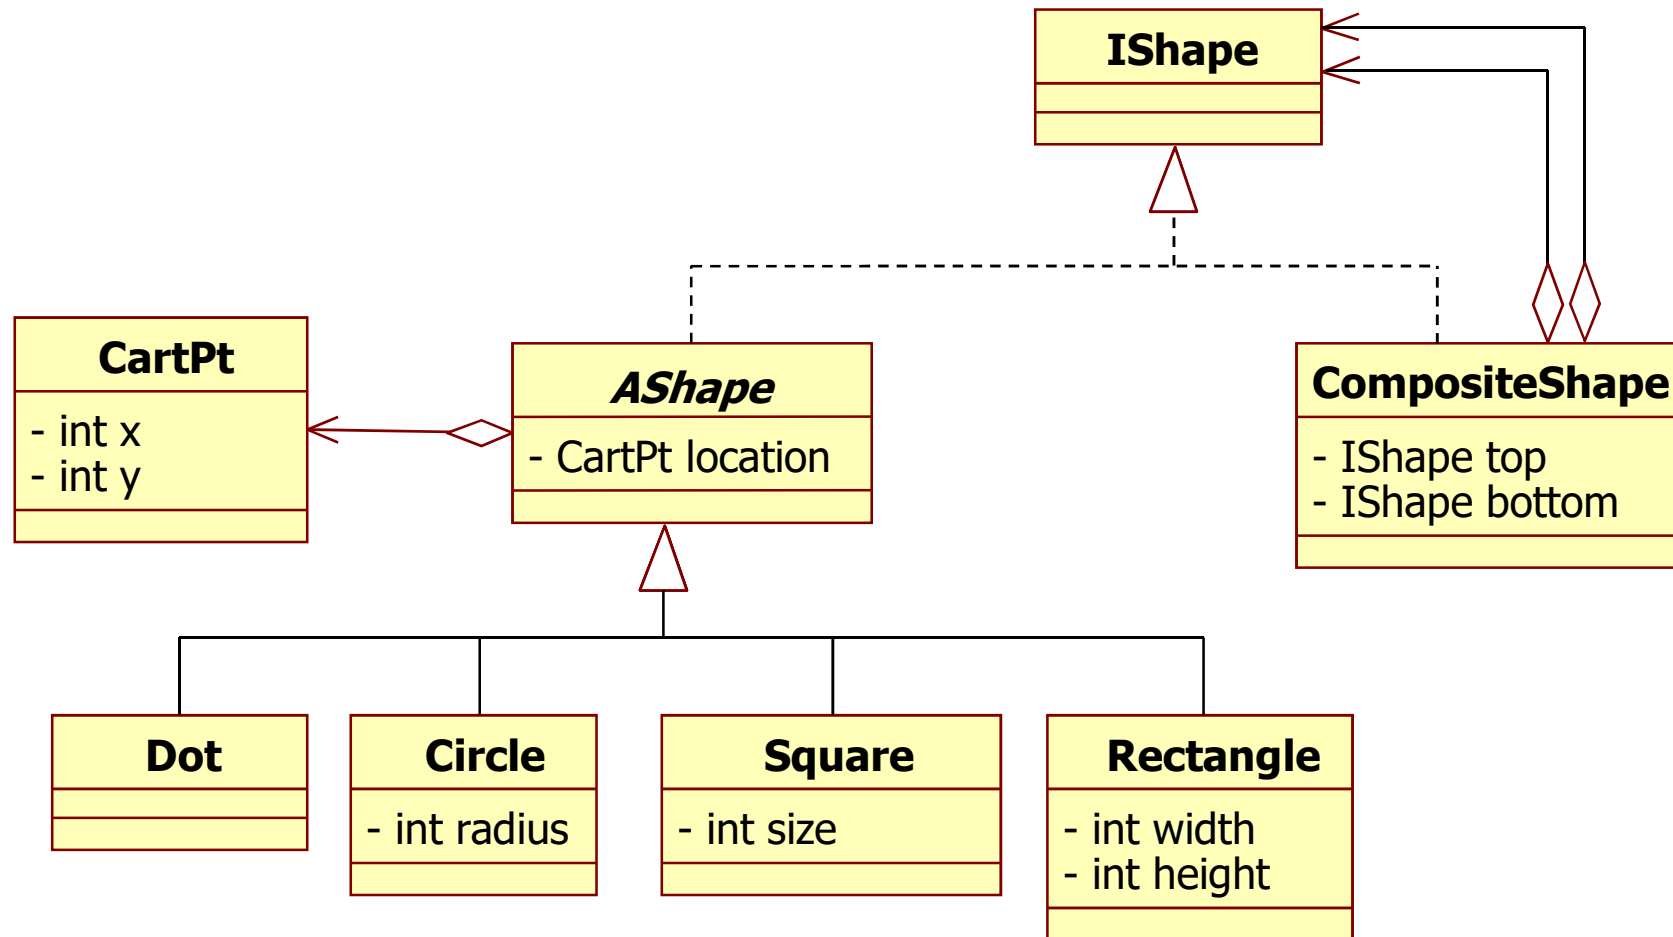 IShape
CartPt
- int x
- int y
AShape
- CartPt location
CompositeShape
- IShape top
- IShape bottom
Dot
Circle
- int radius
Square
- int size
Rectangle
- int width
- int height